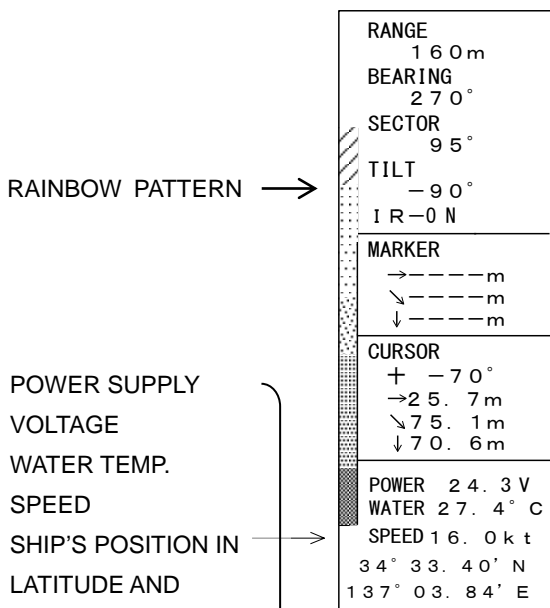 RAINBOW PATTERN →
POWER SUPPLY
VOLTAGE
WATER TEMP.
SPEED
SHIP'S POSITION IN
LATITUDE AND
RANGE
160m
BEARING
270°
SECTOR
95°
TILT
-90°
IR-ON
MARKER
→----m
↘----m
↓----m
CURSOR
+ -70°
→25.7m
↘75.1m
↓70.6m
POWER 24.3V
WATER 27.4°C
SPEED 16.0kt
34°33.40'N
137°03.84'E